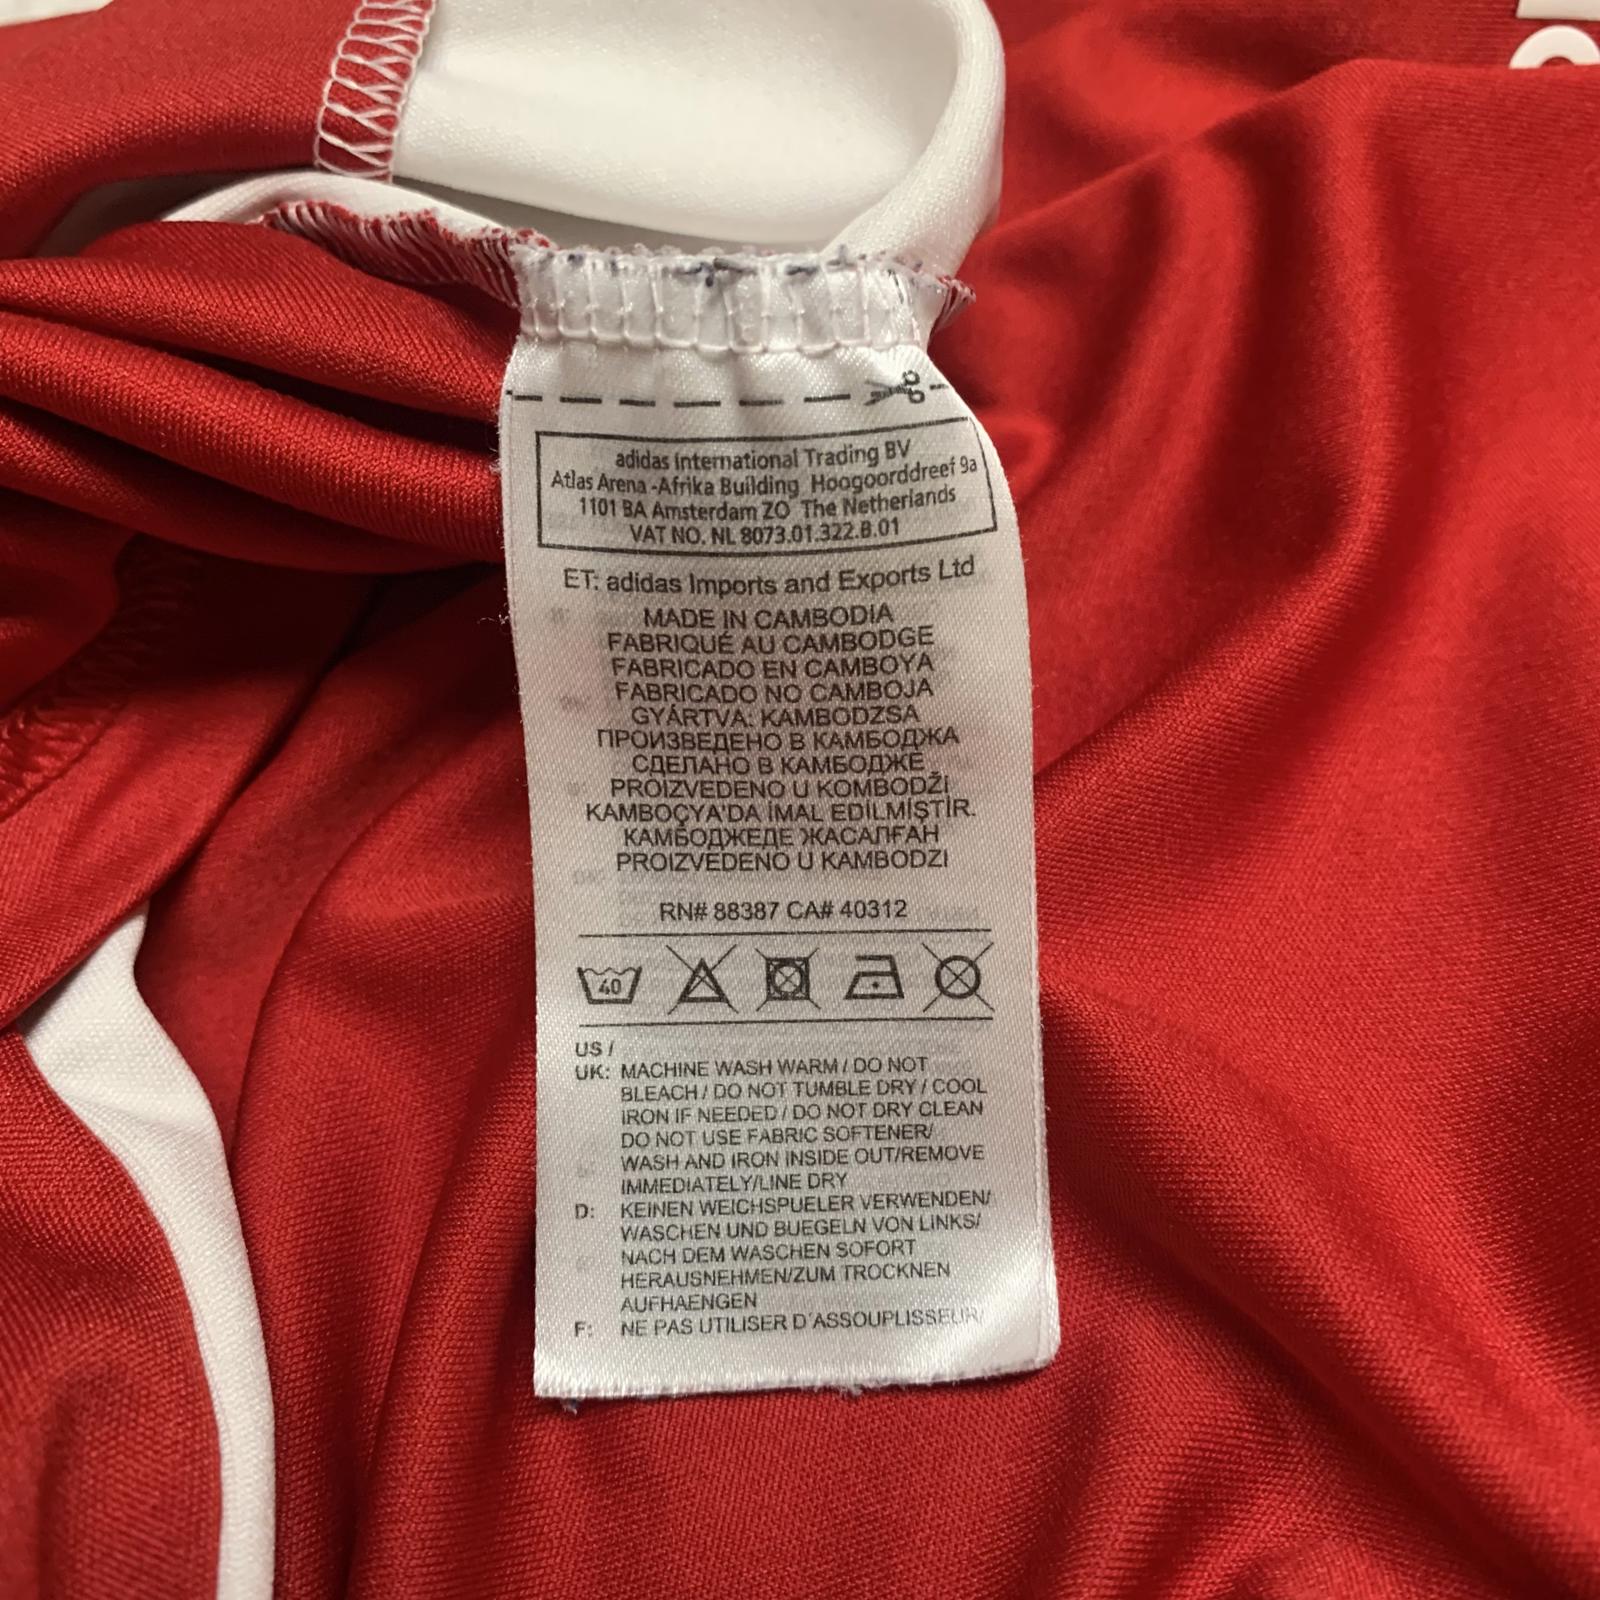 adidas International Trading BV
Atlas Arena -Afrika Building Hoogoorddreef 9a
1101 BA Amsterdam ZO The Netherlands
VAT NO. NL 8073.01.322.B.01
ET: adidas Imports and Exports Ltd
MADE IN CAMBODIA
FABRIQUÉ AU CAMBODGE
FABRICADO EN CAMBOYA
FABRICADO NO CAMBOJA
GYÁRTVA: KAMBODZSA
ПРОИЗВЕДЕНО В КАМБОДЖА
СДЕЛАНО В КАМБОДЖЕ
PROIZVEDENO U KOMBODŽI
KAMBOÇYA'DA İMAL EDİLMİŞTİR.
КАМБОДЖЕДЕ ЖАСАЛҒАН
PROIZVEDENO U KAMBODZI
RN# 88387 CA# 40312
40
US /
UK: MACHINE WASH WARM / DO NOT
BLEACH / DO NOT TUMBLE DRY / COOL
IRON IF NEEDED / DO NOT DRY CLEAN
DO NOT USE FABRIC SOFTENER/
WASH AND IRON INSIDE OUT/REMOVE
IMMEDIATELY/LINE DRY
D: KEINEN WEICHSPUELER VERWENDEN/
WASCHEN UND BUEGELN VON LINKS/
NACH DEM WASCHEN SOFORT
HERAUSNEHMEN/ZUM TROCKNEN
AUFHAENGEN
F: NE PAS UTILISER D´ASSOUPLISSEUR/